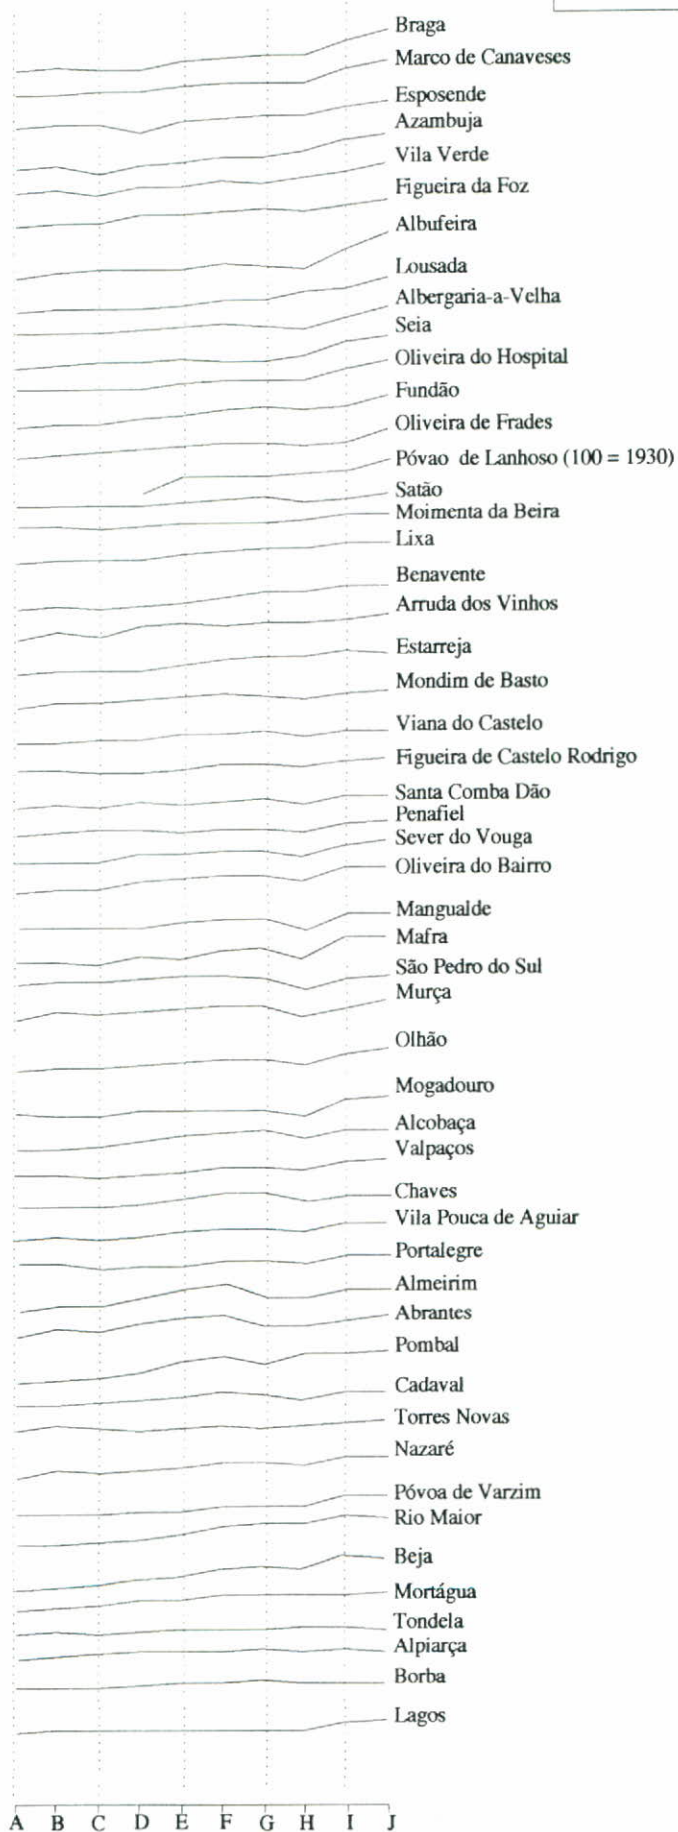 Braga
Marco de Canaveses
Esposende
Azambuja
Vila Verde
Figueira da Foz
Albufeira
Lousada
Albergaria-a-Velha
Seia
Oliveira do Hospital
Fundão
Oliveira de Frades
Póvao de Lanhoso (100 = 1930)
Satão
Moimenta da Beira
Lixa
Benavente
Arruda dos Vinhos
Estarreja
Mondim de Basto
Viana do Castelo
Figueira de Castelo Rodrigo
Santa Comba Dão
Penafiel
Sever do Vouga
Oliveira do Bairro
Mangualde
Mafra
São Pedro do Sul
Murça
Olhão
Mogadouro
Alcobaça
Valpaços
Chaves
Vila Pouca de Aguiar
Portalegre
Almeirim
Abrantes
Pombal
Cadaval
Torres Novas
Nazaré
Póvoa de Varzim
Rio Maior
Beja
Mortágua
Tondela
Alpiarça
Borba
Lagos
A B C D E F G H I J